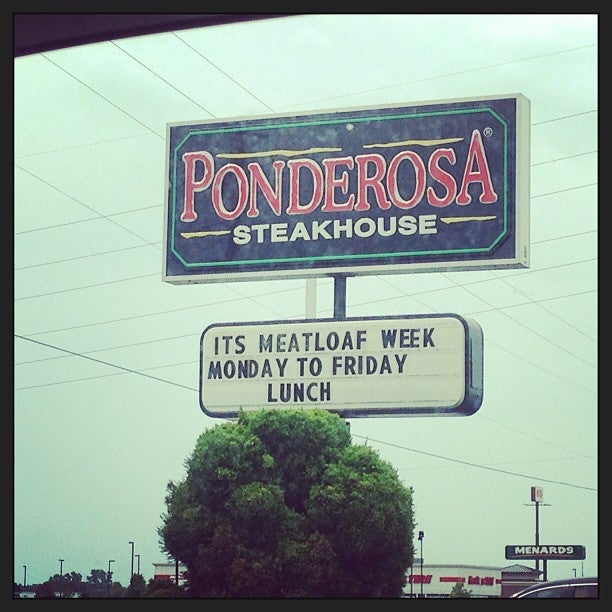 PONDEROSA®
STEAKHOUSE
ITS MEATLOAF WEEK
MONDAY TO FRIDAY
LUNCH
MENARDS